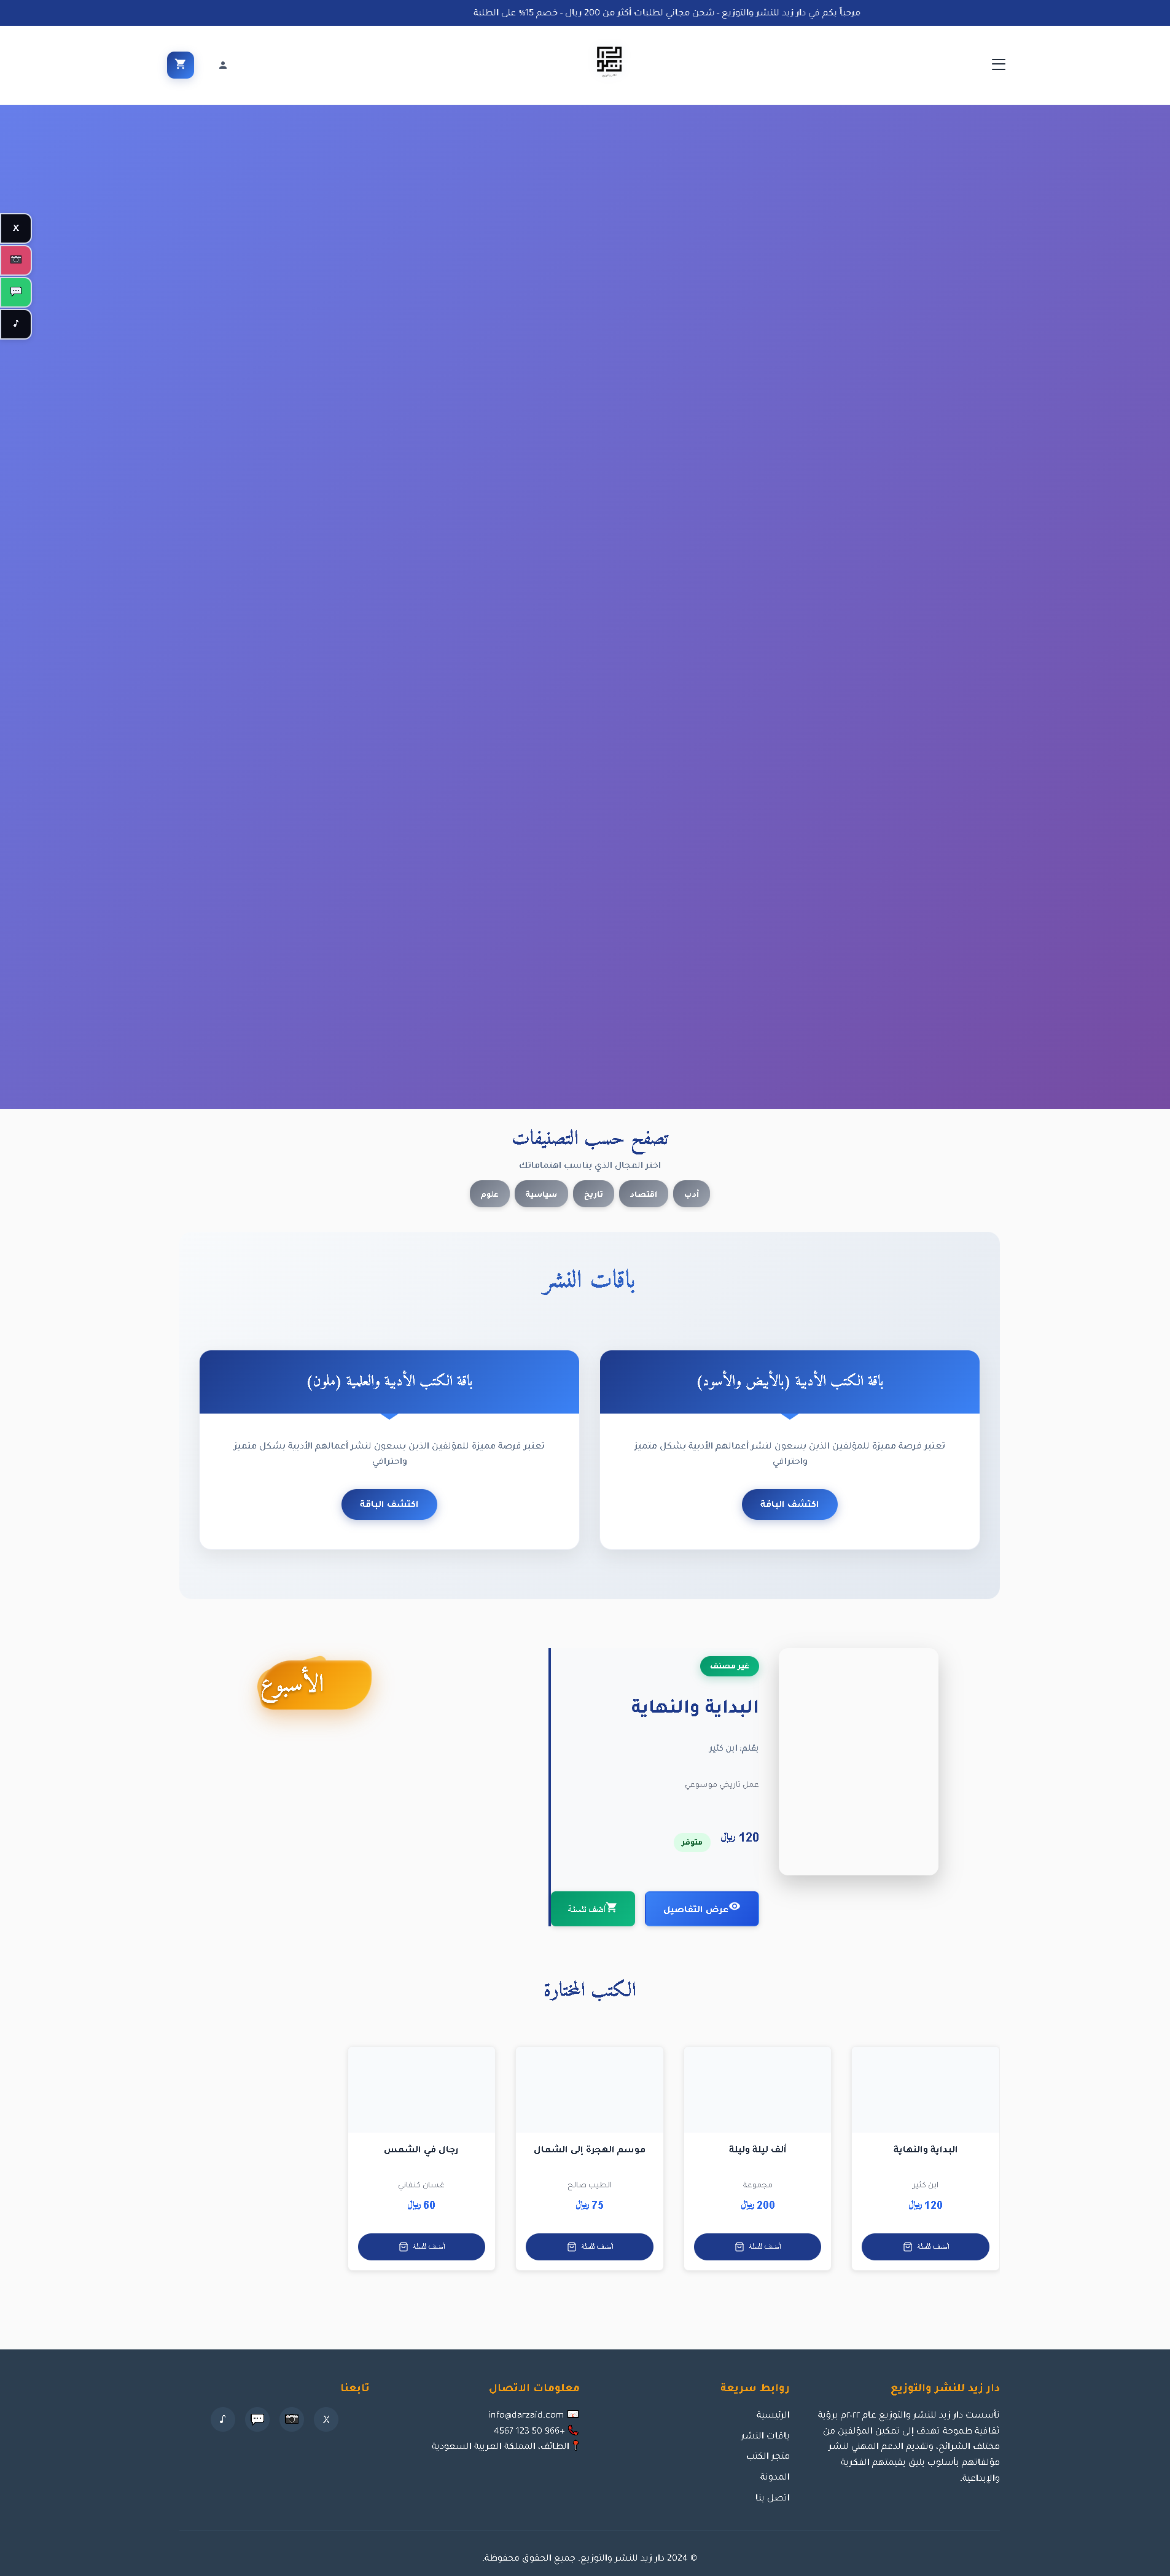 مرحباً بكم في دار زيد للنشر والتوزيع - شحن مجاني لطلبات أكثر من 200 ريال - خصم 15% على الطلبة
X
♪
تصفح حسب التصنيفات
اختر المجال الذي يناسب اهتماماتك
أدب
اقتصاد
تاريخ
سياسية
علوم
باقات النشر
باقة الكتب الأدبية (بالأبيض والأسود)
تعتبر فرصة مميزة للمؤلفين الذين يسعون لنشر أعمالهم الأدبية بشكل متميز
واحترافي
اكتشف الباقة
باقة الكتب الأدبية والعلمية (ملون)
تعتبر فرصة مميزة للمؤلفين الذين يسعون لنشر أعمالهم الأدبية بشكل متميز
واحترافي
اكتشف الباقة
غير مصنف
البداية والنهاية
بقلم: ابن كثير
عمل تاريخي موسوعي
120 ﷼
متوفر
عرض التفاصيل
أضف للسلة
الأسبوع
الكتب المختارة
البداية والنهاية
ابن كثير
120 ﷼
أضف للسلة
ألف ليلة وليلة
مجموعة
200 ﷼
أضف للسلة
موسم الهجرة إلى الشمال
الطيب صالح
75 ﷼
أضف للسلة
رجال في الشمس
غسان كنفاني
60 ﷼
أضف للسلة
دار زيد للنشر والتوزيع
تأسست دار زيد للنشر والتوزيع عام ٢٠٢٢م برؤية
ثقافية طموحة تهدف إلى تمكين المؤلفين من
مختلف الشرائح، وتقديم الدعم المهني لنشر
مؤلفاتهم بأسلوب يليق بقيمتهم الفكرية
والإبداعية.
روابط سريعة
الرئيسية
باقات النشر
متجر الكتب
المدونة
اتصل بنا
معلومات الاتصال
📧 info@darzaid.com
📞 +966 50 123 4567
📍 الطائف، المملكة العربية السعودية
تابعنا
X
♪
© 2024 دار زيد للنشر والتوزيع. جميع الحقوق محفوظة.